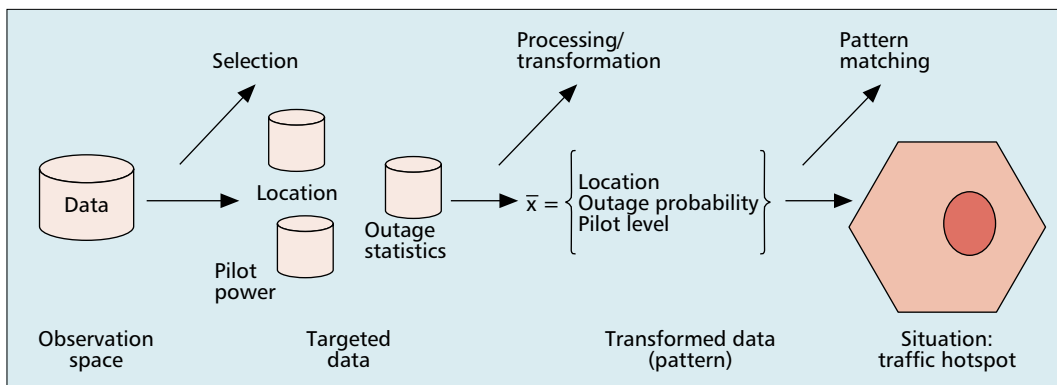 Selection
Processing/
transformation
Pattern
matching
Data
Location
Pilot
power
Outage
statistics
x̅ =
Location
Outage probability
Pilot level
Observation
space
Targeted
data
Transformed data
(pattern)
Situation:
traffic hotspot